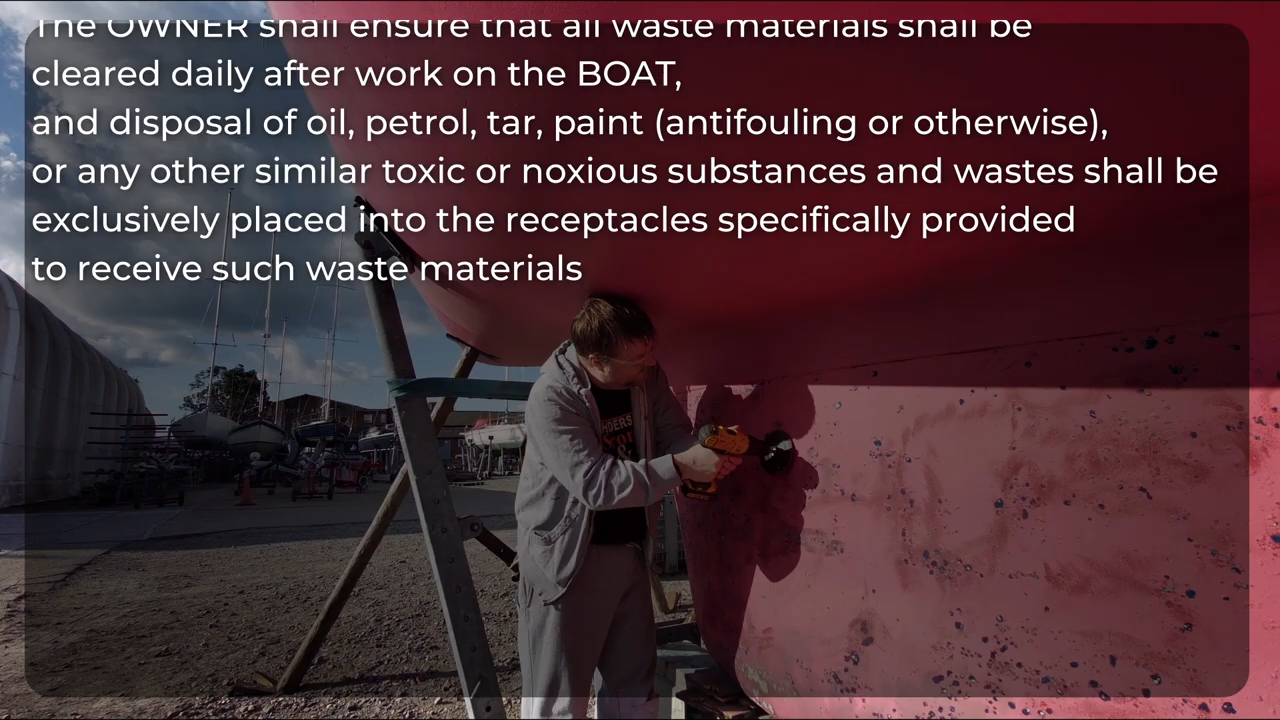 The OWNER shall ensure that all waste materials shall be
cleared daily after work on the BOAT,
and disposal of oil, petrol, tar, paint (antifouling or otherwise),
or any other similar toxic or noxious substances and wastes shall be
exclusively placed into the receptacles specifically provided
to receive such waste materials